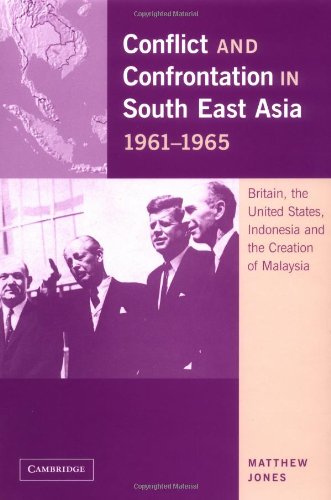 Conflict AND
Confrontation IN
South East Asia
1961–1965
Britain, the
United States,
Indonesia and
the Creation
of Malaysia
CAMBRIDGE
MATTHEW
JONES